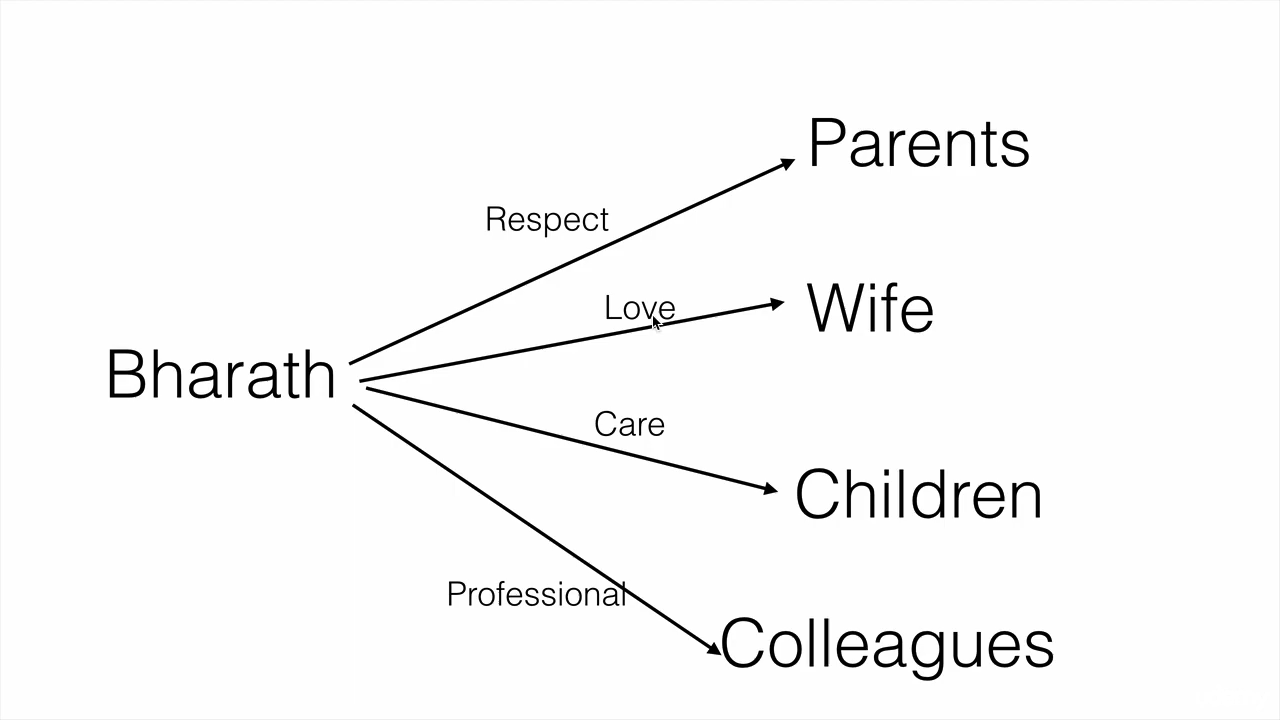 Parents
Respect
Love
Wife
Bharath
Care
Children
Professional
Colleagues